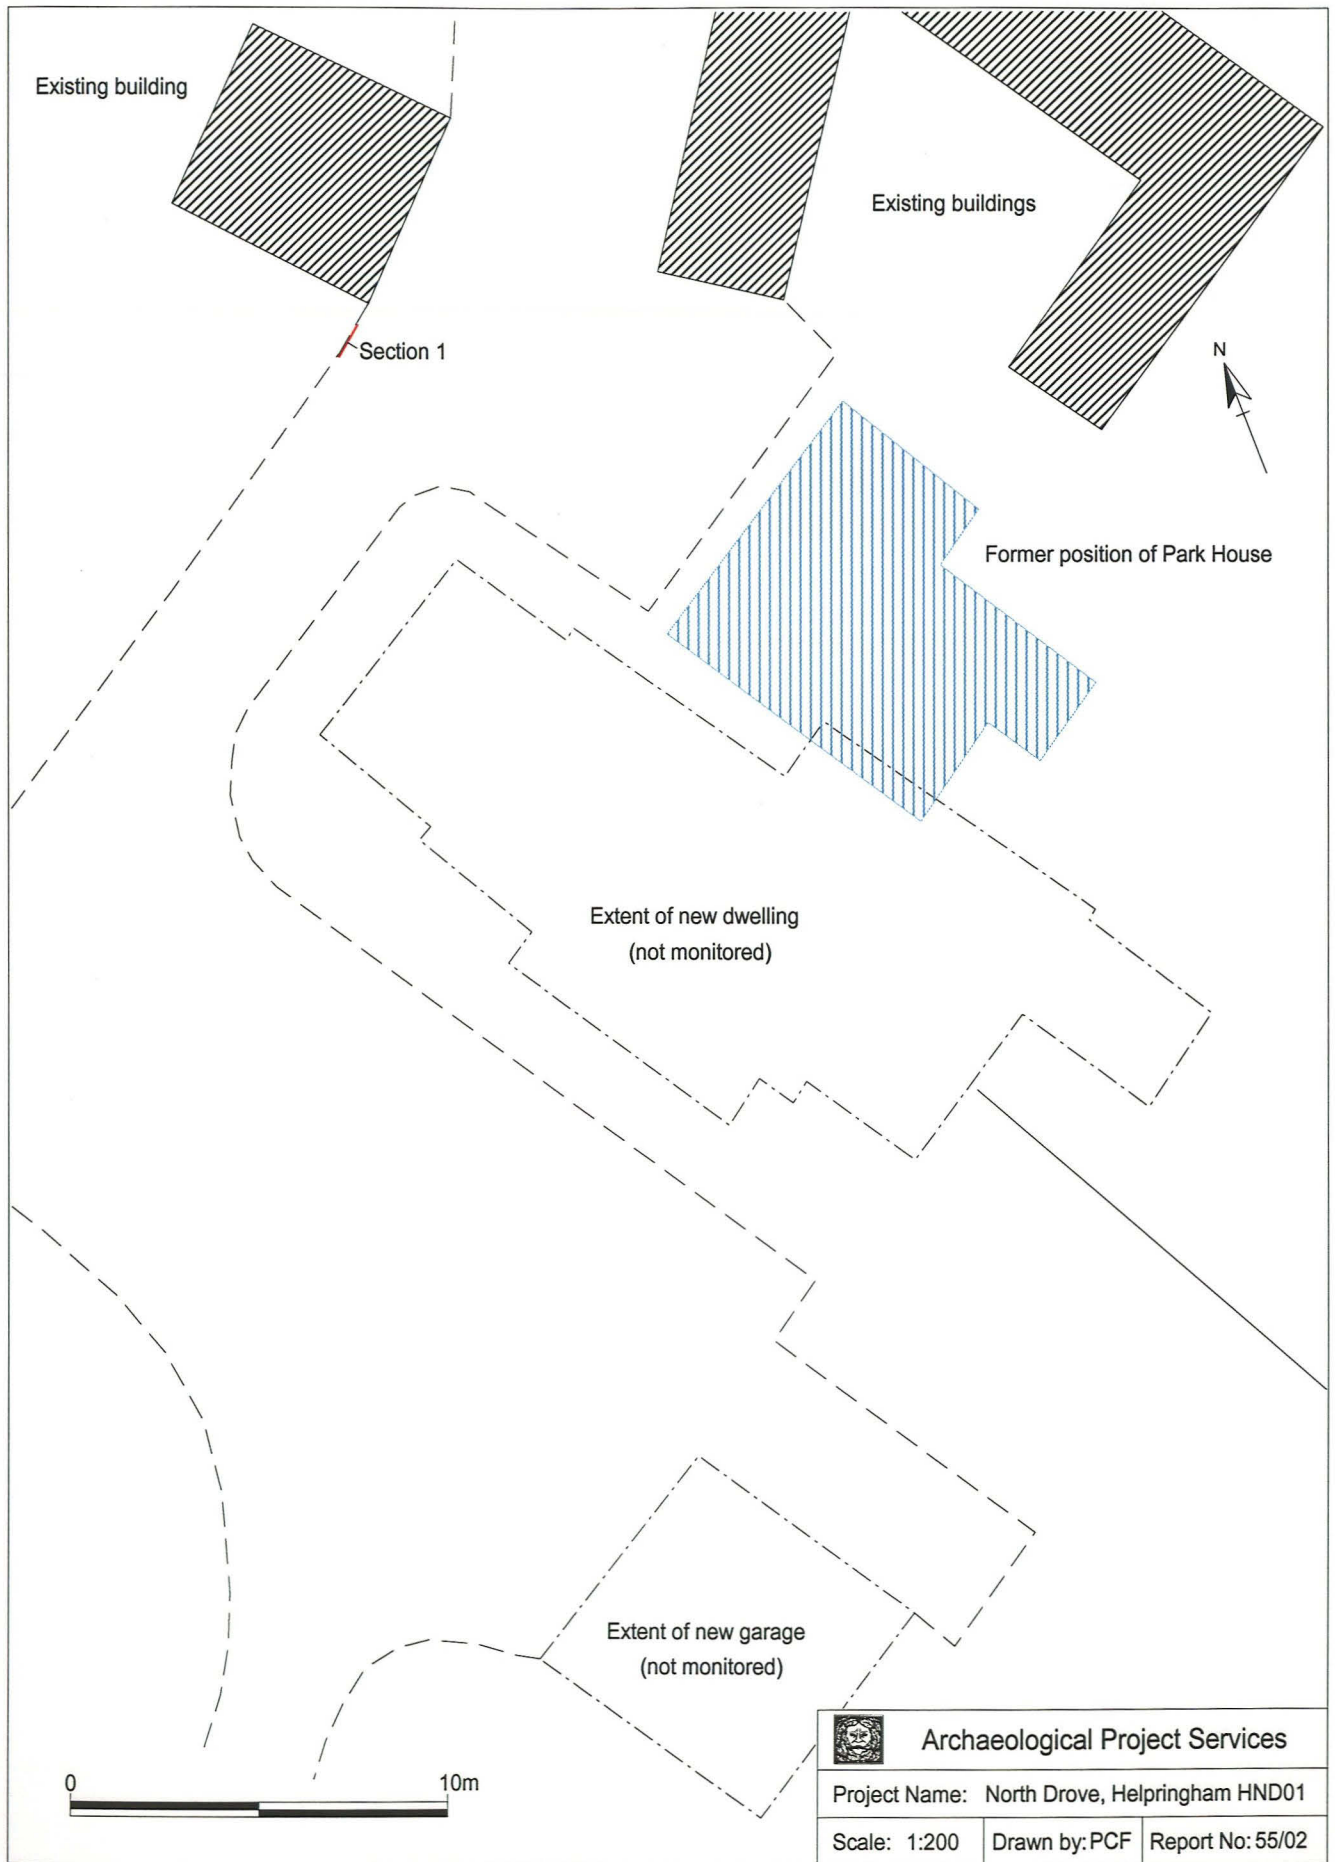 Existing building
Existing buildings
Section 1
N
Former position of Park House
Extent of new dwelling
(not monitored)
Extent of new garage
(not monitored)
0
10m
Archaeological Project Services
Project Name: North Drove, Helpringham HND01
Scale: 1:200
Drawn by: PCF
Report No: 55/02